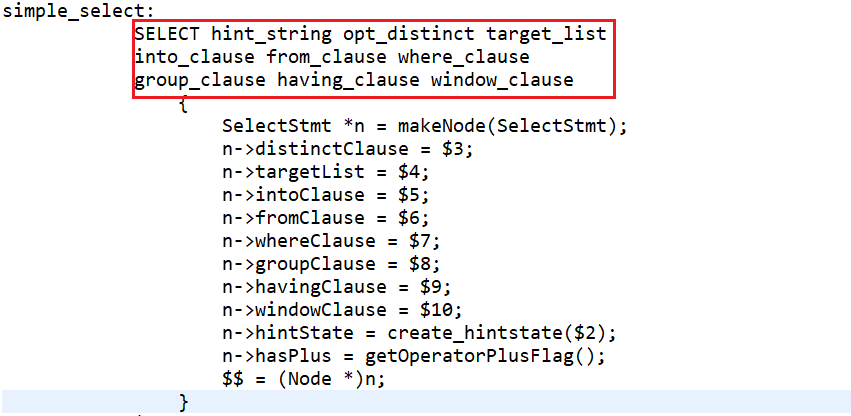 simple_select:
SELECT hint_string opt_distinct target_list
into_clause from_clause where_clause
group_clause having_clause window_clause
{
SelectStmt *n = makeNode(SelectStmt);
n->distinctClause = $3;
n->targetList = $4;
n->intoClause = $5;
n->fromClause = $6;
n->whereClause = $7;
n->groupClause = $8;
n->havingClause = $9;
n->windowClause = $10;
n->hintState = create_hintstate($2);
n->hasPlus = getOperatorPlusFlag();
$$ = (Node *)n;
}